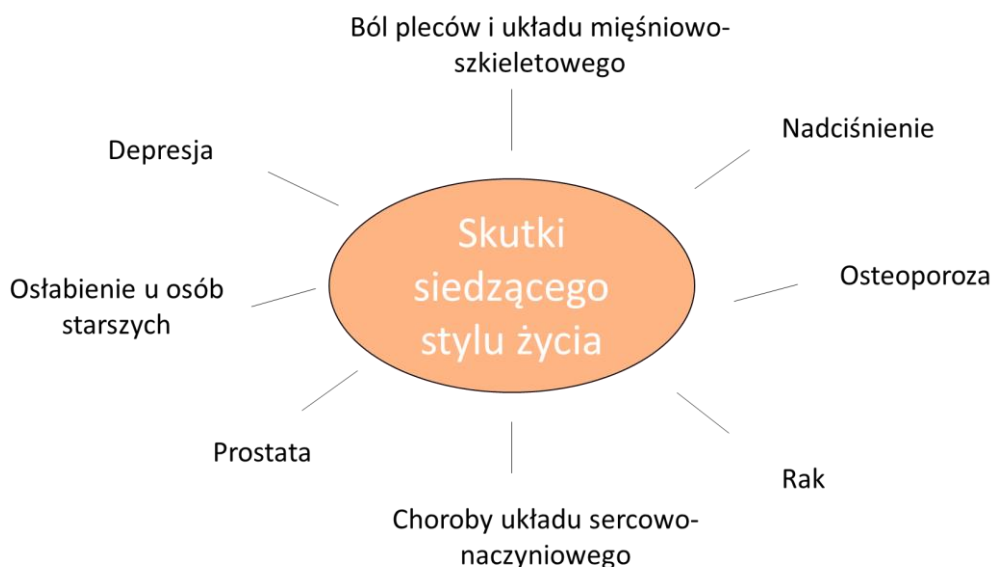 Ból pleców i układu mięśniowo-
szkieletowego
Nadciśnienie
Depresja
Skutki
siedzącego
stylu życia
Osteoporoza
Osłabienie u osób
starszych
Prostata
Rak
Choroby układu sercowo-
naczyniowego